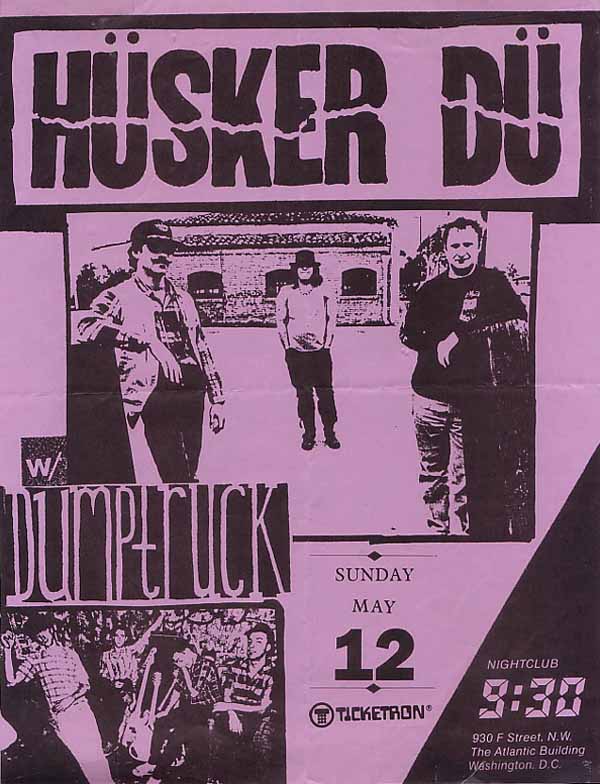 HÜSKER DÜ
W/
DUMPtruCK
SUNDAY
MAY
12
TICKETRON®
NIGHTCLUB
9:30
930 F Street, N.W.
The Atlantic Building
Washington, D.C.